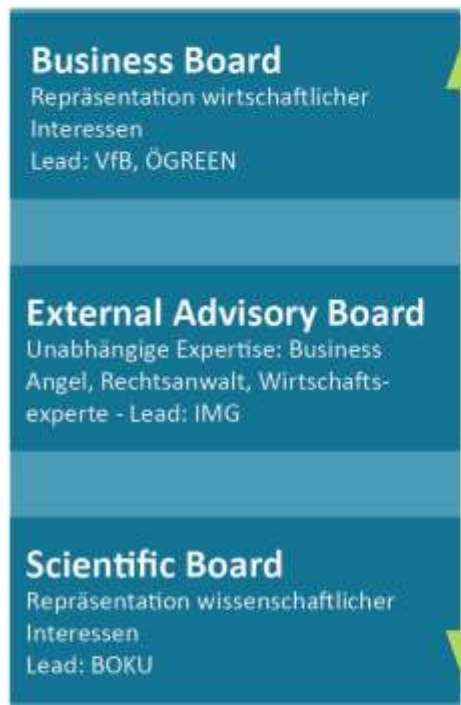 Business Board
Repräsentation wirtschaftlicher
Interessen
Lead: VfB, ÖGREEN
External Advisory Board
Unabhängige Expertise: Business
Angel, Rechtsanwalt, Wirtschafts-
experte - Lead: IMG
Scientific Board
Repräsentation wissenschaftlicher
Interessen
Lead: BOKU